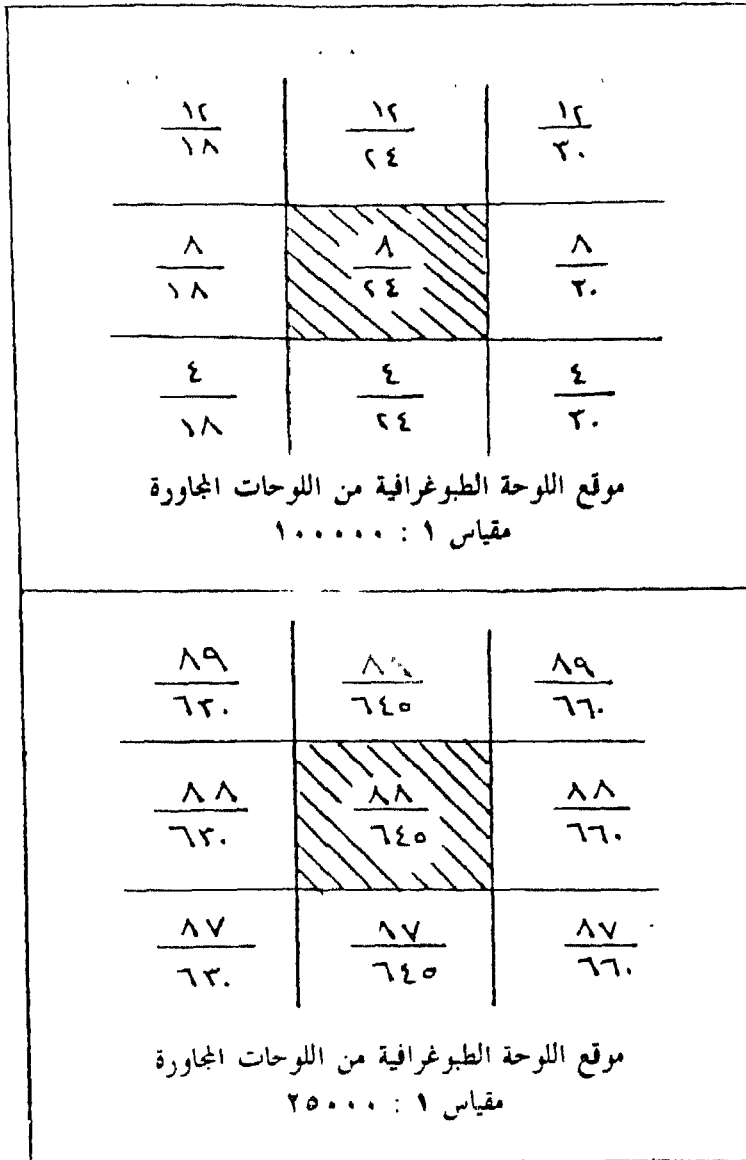 ١٢ ١٢ ١٢
٣٠ ٢٤ ١٨
٨ ٨ ٨
٣٠ ٢٤ ١٨
٤ ٤ ٤
٣٠ ٢٤ ١٨
موقع اللوحة الطبوغرافية من اللوحات المجاورة
مقياس ١ : ١٠٠٠٠٠
٨٩ ٨٩ ٨٩
٦٦٠ ٦٤٥ ٦٣٠
٨٨ ٨٨ ٨٨
٦٦٠ ٦٤٥ ٦٣٠
٨٧ ٨٧ ٨٧
٦٦٠ ٦٤٥ ٦٣٠
موقع اللوحة الطبوغرافية من اللوحات المجاورة
مقياس ١ : ٢٥٠٠٠